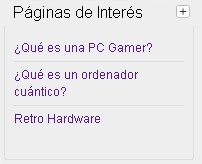 Páginas de Interés +
¿Qué es una PC Gamer?
¿Qué es un ordenador
cuántico?
Retro Hardware